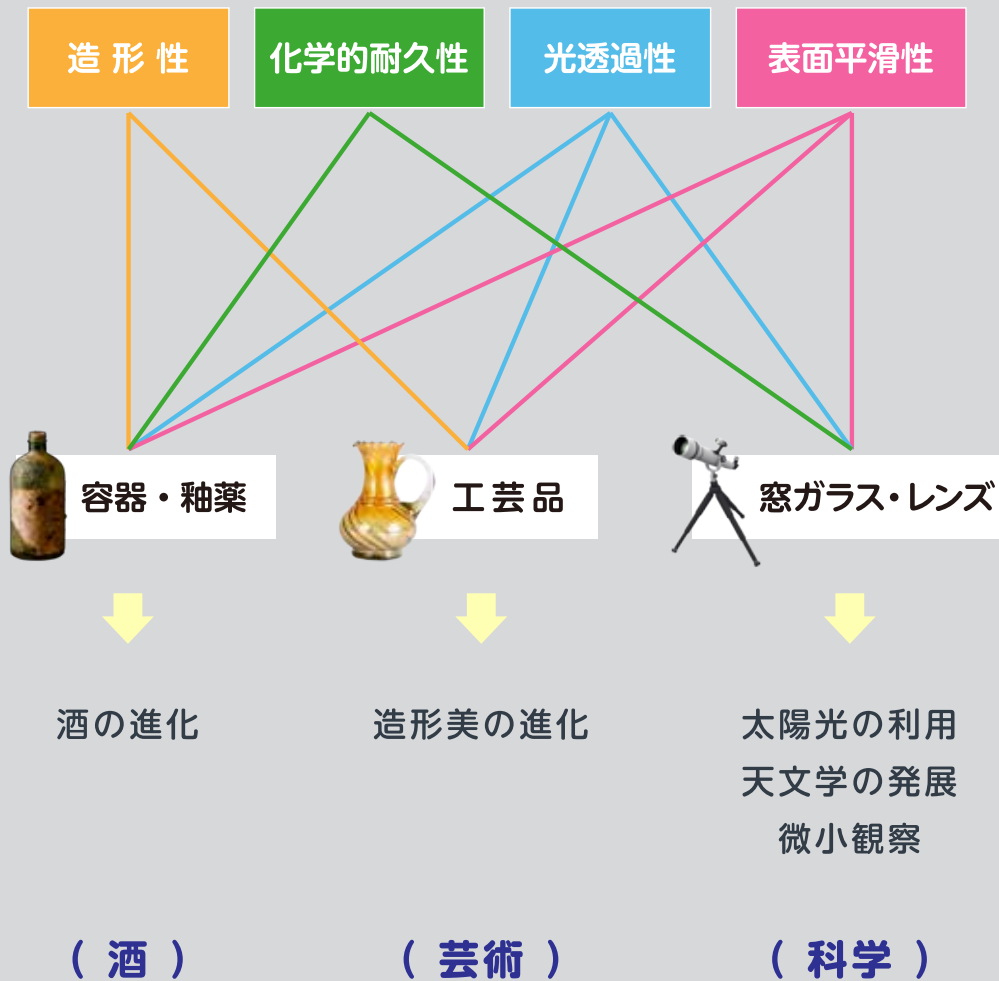 造形性
化学的耐久性
光透過性
表面平滑性
容器・釉薬
工芸品
窓ガラス・レンズ
酒の進化
造形美の進化
太陽光の利用
天文学の発展
微小観察
（酒）
（芸術）
（科学）